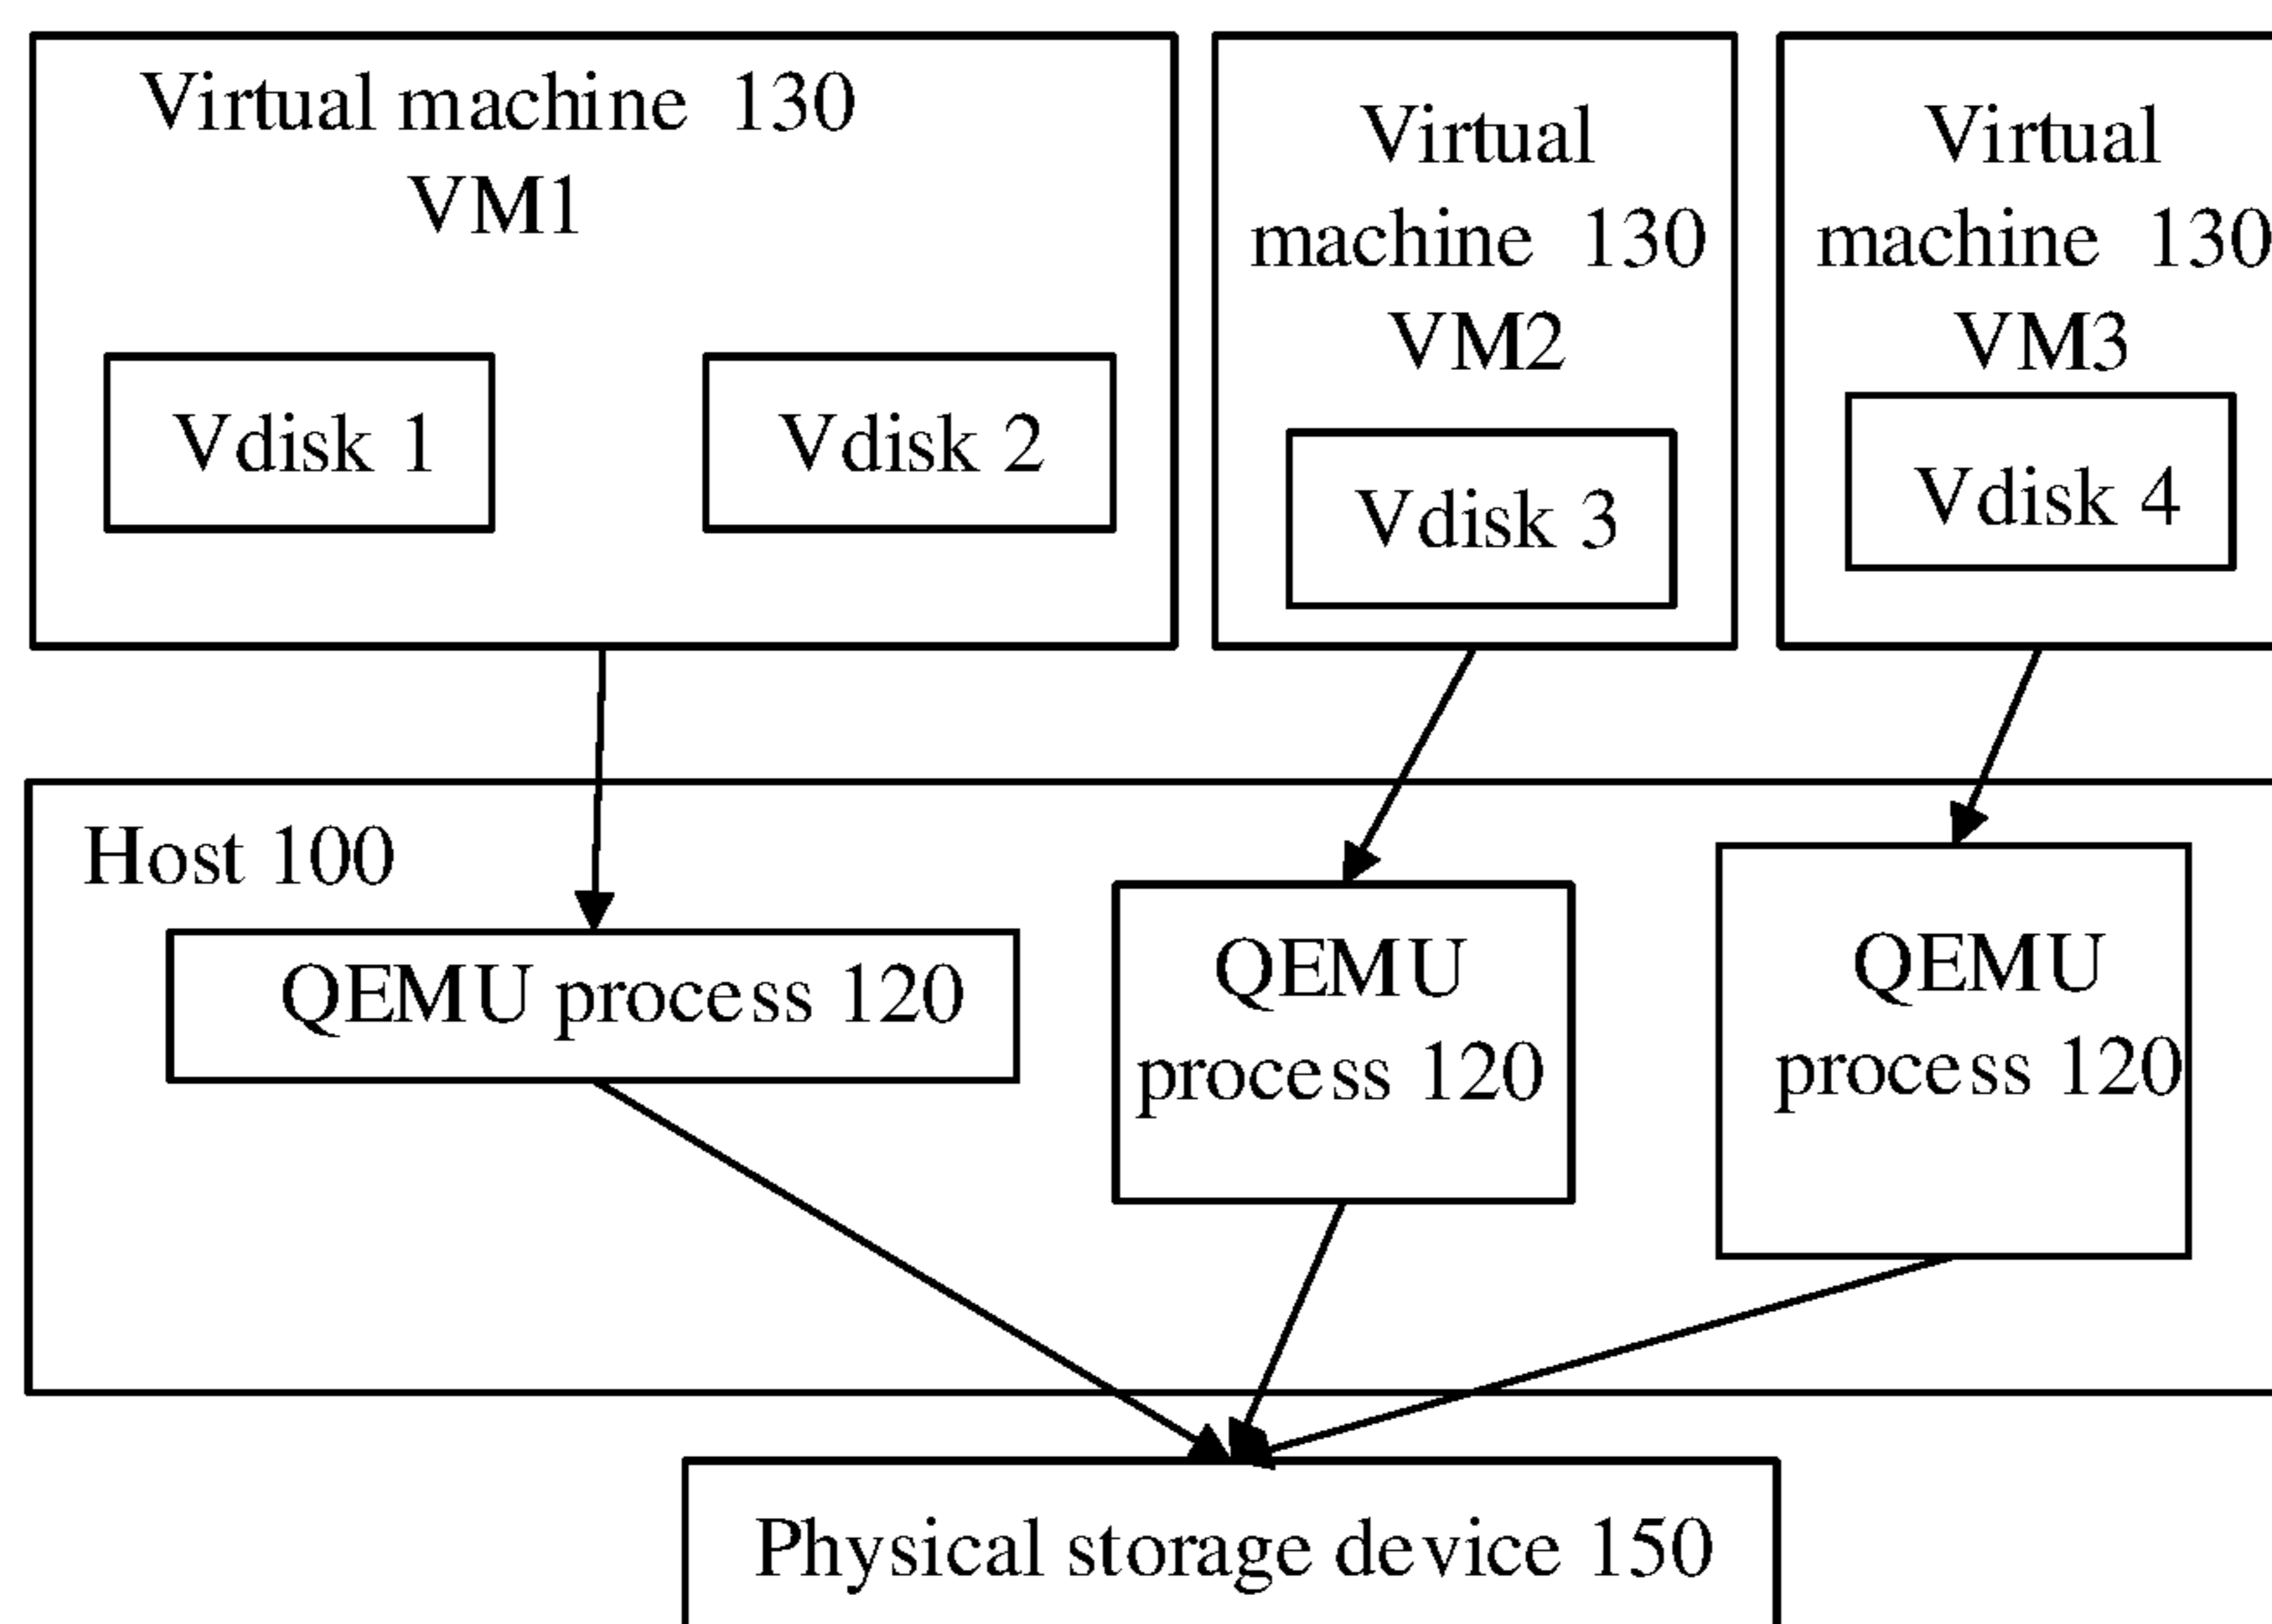 Virtual machine 130
VM1
Vdisk 1
Vdisk 2
Virtual
machine 130
VM2
Vdisk 3
Virtual
machine 130
VM3
Vdisk 4
Host 100
QEMU process 120
QEMU
process 120
QEMU
process 120
Physical storage device 150